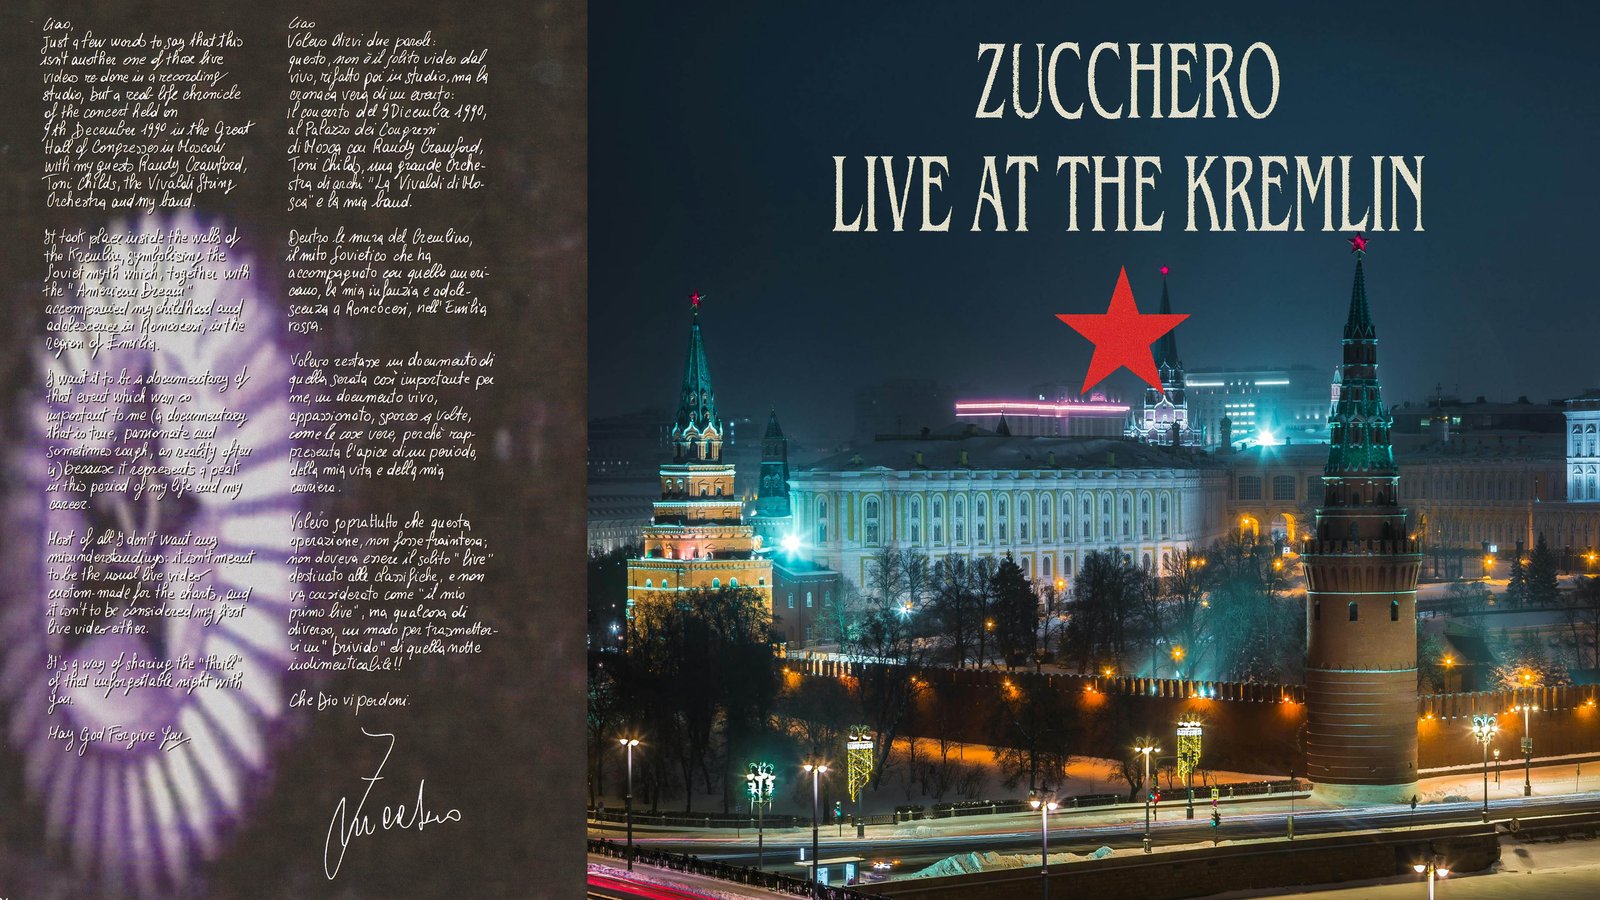 Ciao,
Just a few words to say that this
isn't another one of those live
videos re-done in a recording
studio, but a real-life chronicle
of the concert held on
9th December 1990 in the Great
Hall of Congresses in Moscow
with my guests Randy Crawford,
Toni Childs, the Vivaldi String
Orchestra and my band.
It took place inside the walls of
the Kremlin, symbolising the
Soviet myth which, together with
the "American Dream"
accompanied my childhood and
adolescence in Roncocesi, in the
region of Emilia.
I want it to be a documentary of
that event which was so
important to me (a documentary
that is true, passionate and
sometimes rough, as reality often
is) because it represents a peak
in this period of my life and my
career.
Most of all I don't want any
misunderstandings: it isn't meant
to be the usual live video
custom-made for the charts, and
it isn't to be considered my first
live video either.
It's a way of sharing the "thrill"
of that unforgettable night with
you.
May God Forgive You
Ciao
Volevo dirvi due parole:
questo, non è il solito video dal
vivo, rifatto poi in studio, ma la
cronaca vera di un evento:
il concerto del 9 Dicembre 1990,
al Palazzo dei Congressi
di Mosca con Randy Crawford,
Toni Childs, una grande Orche-
stra di archi "La Vivaldi di Mo-
sca" e la mia band.
Dentro le mura del Cremlino,
il mito Sovietico che ha
accompagnato con quello ameri-
cano, la mia infanzia e adole-
scenza a Roncocesi, nell'Emilia
rossa.
Volevo restasse un documento di
quella serata così importante per
me, un documento vivo,
appassionato, sporco a volte,
come le cose vere, perchè rap-
presenta l'apice di un periodo,
della mia vita e della mia
carriera.
Volevo soprattutto che questa
operazione, non fosse fraintesa;
non doveva essere il solito "live"
destinato alle classifiche, e non
va considerato come "il mio
primo live", ma qualcosa di
diverso, un modo per trasmetter-
vi un "brivido" di quella notte
indimenticabile!!
Che Dio vi perdoni.
Zucchero
ZUCCHERO
LIVE AT THE KREMLIN